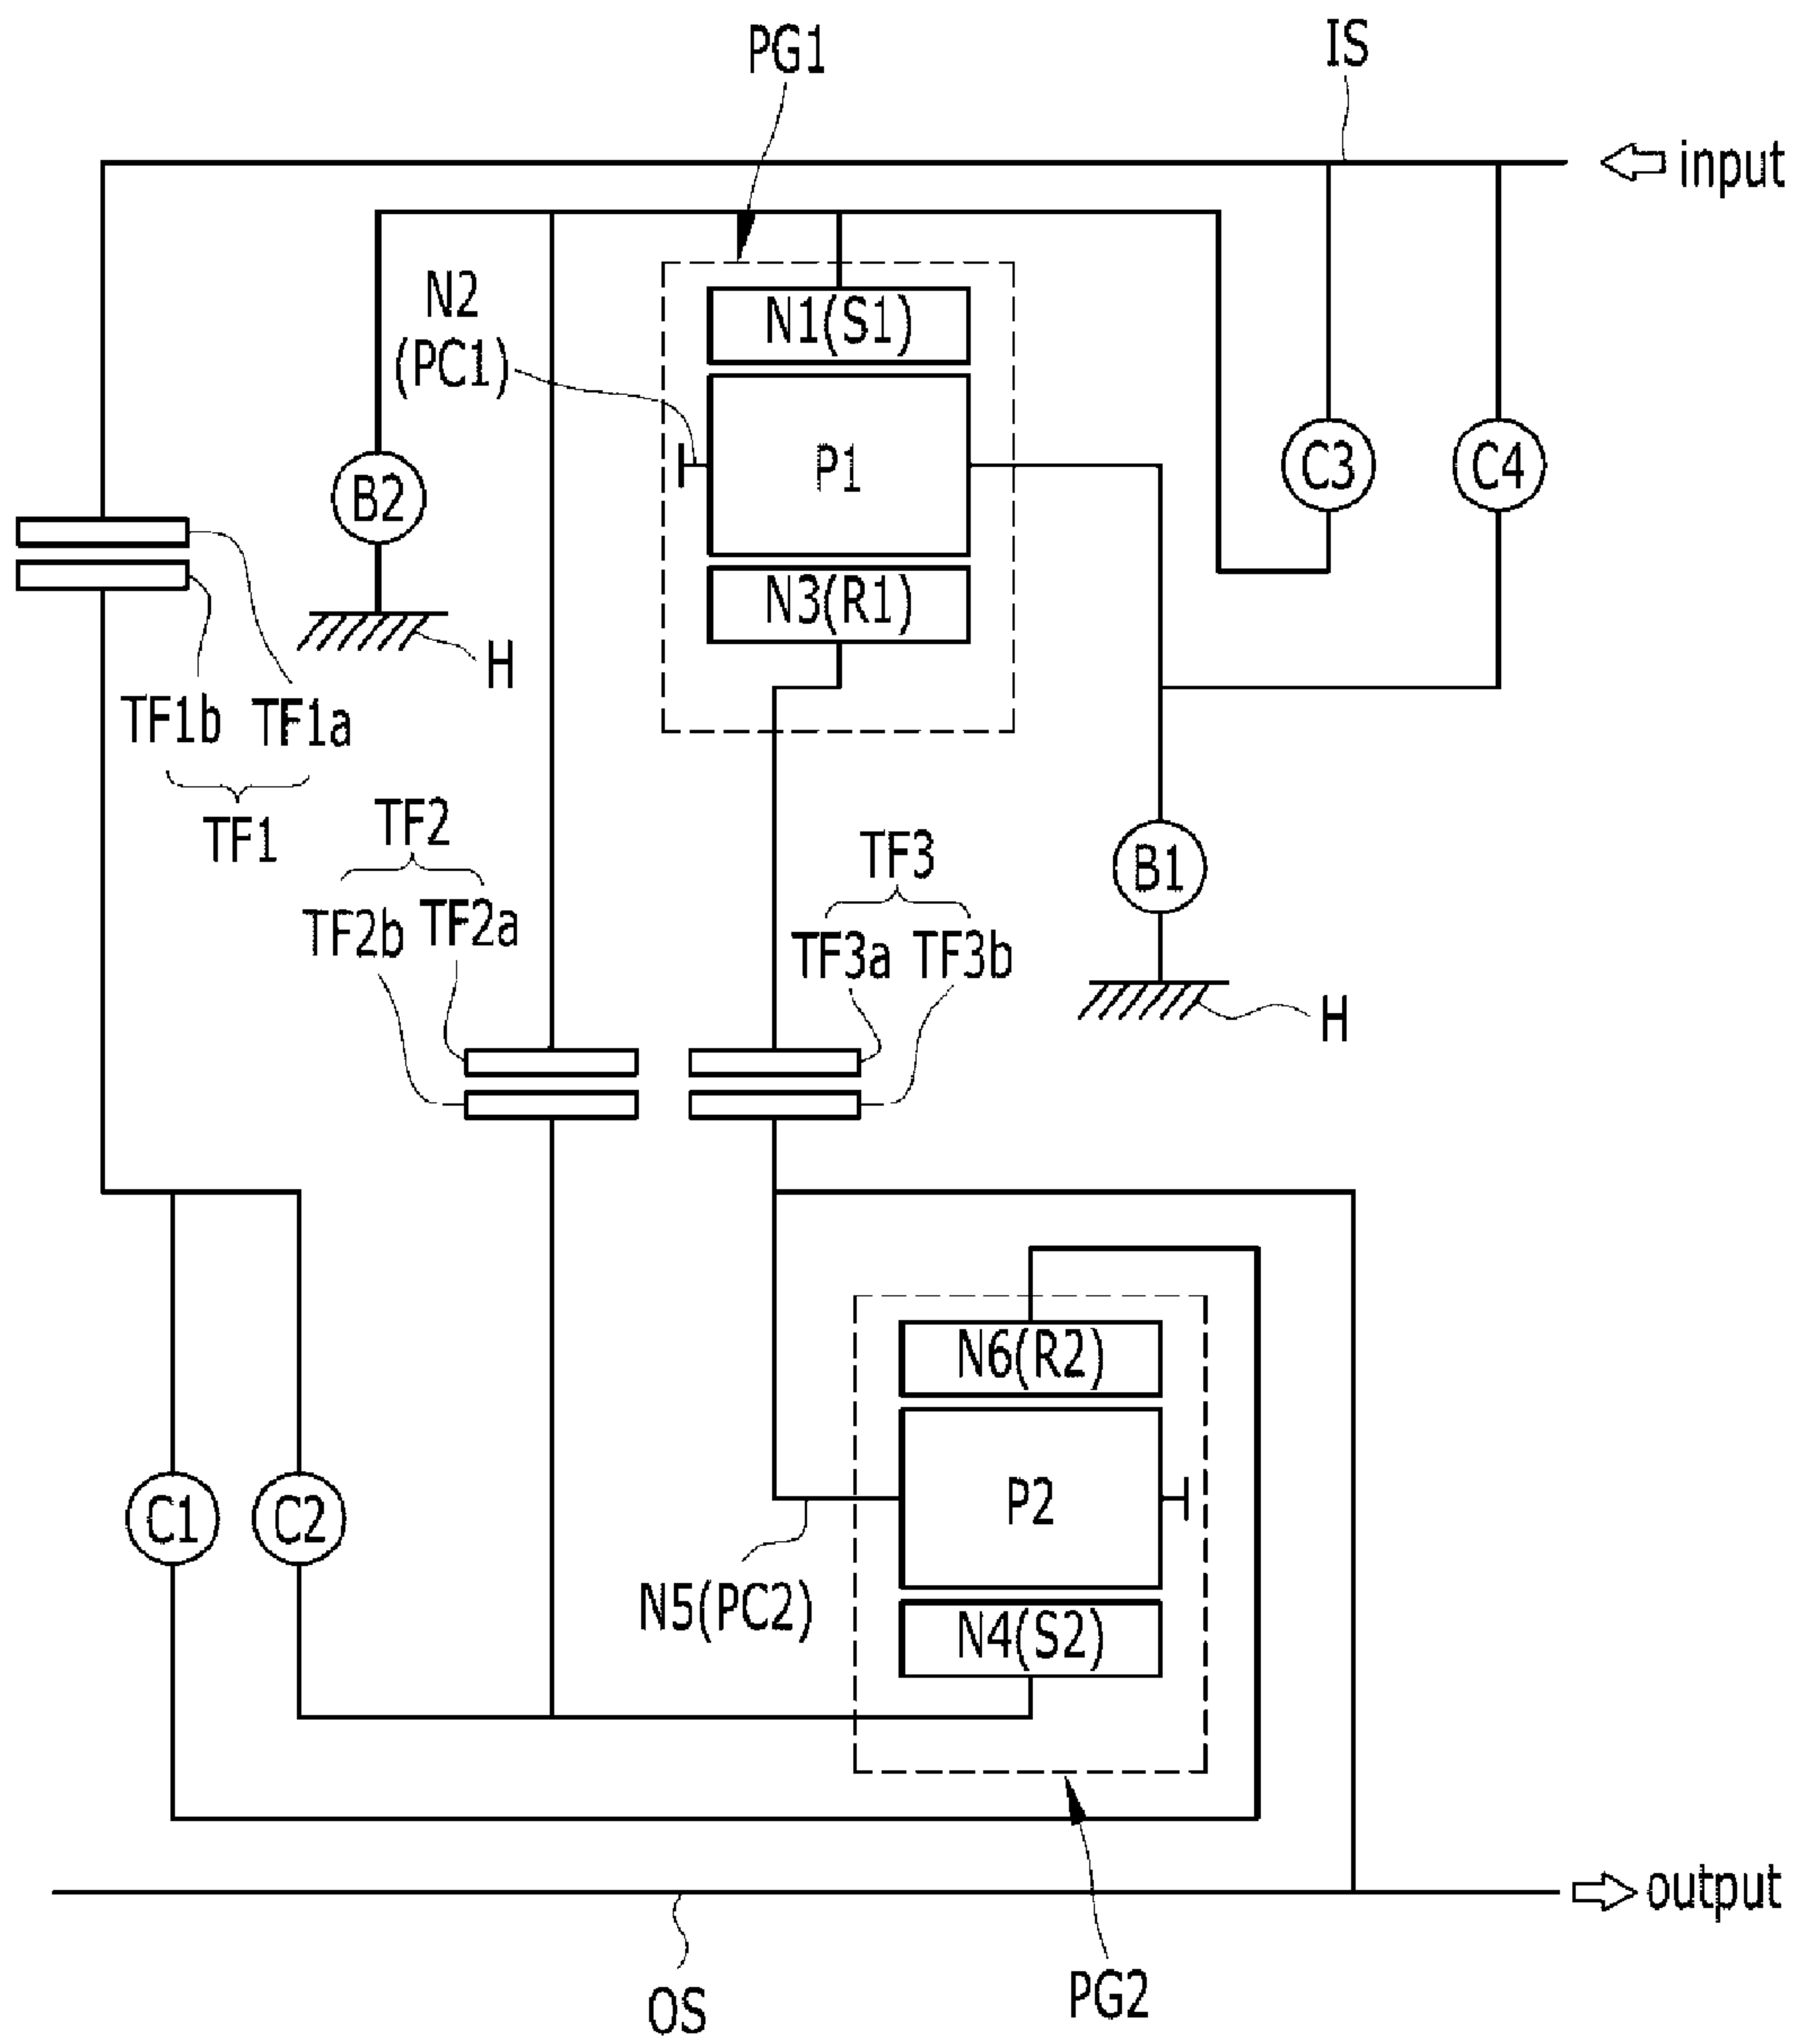 PG1
IS
input
N2
(PC1)
N1(S1)
P1
N3(R1)
C3
C4
B2
H
TF1b
TF1a
TF1
TF2
TF2b
TF2a
TF3
TF3a
TF3b
B1
H
N6(R2)
P2
N4(S2)
C1
C2
N5(PC2)
output
OS
PG2